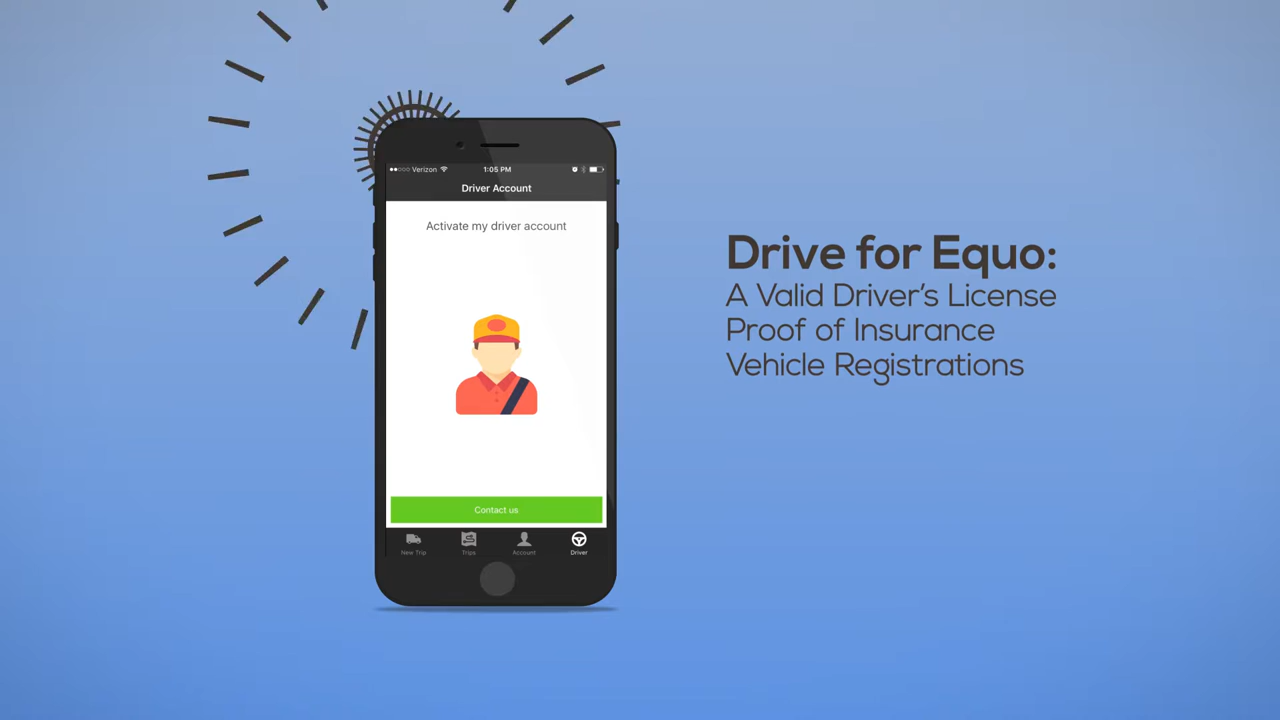 Verizon
1:05 PM
Driver Account
Activate my driver account
Contact us
New Trip
Trips
Account
Driver
Drive for Equo:
A Valid Driver's License
Proof of Insurance
Vehicle Registrations